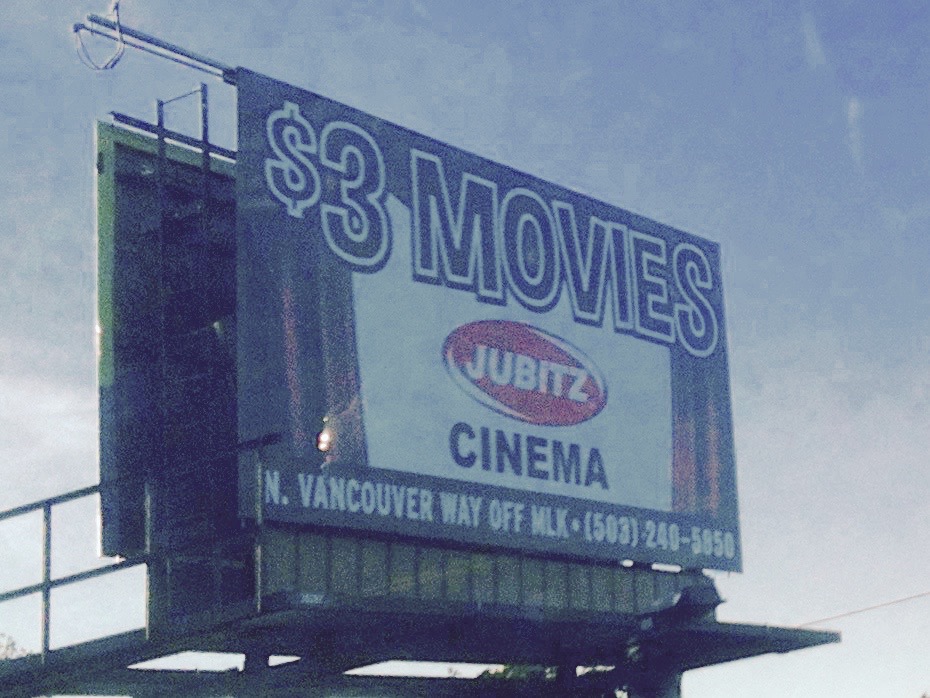 $3 MOVIES
JUBITZ
CINEMA
N. VANCOUVER WAY OFF MLK • (503) 240-5850